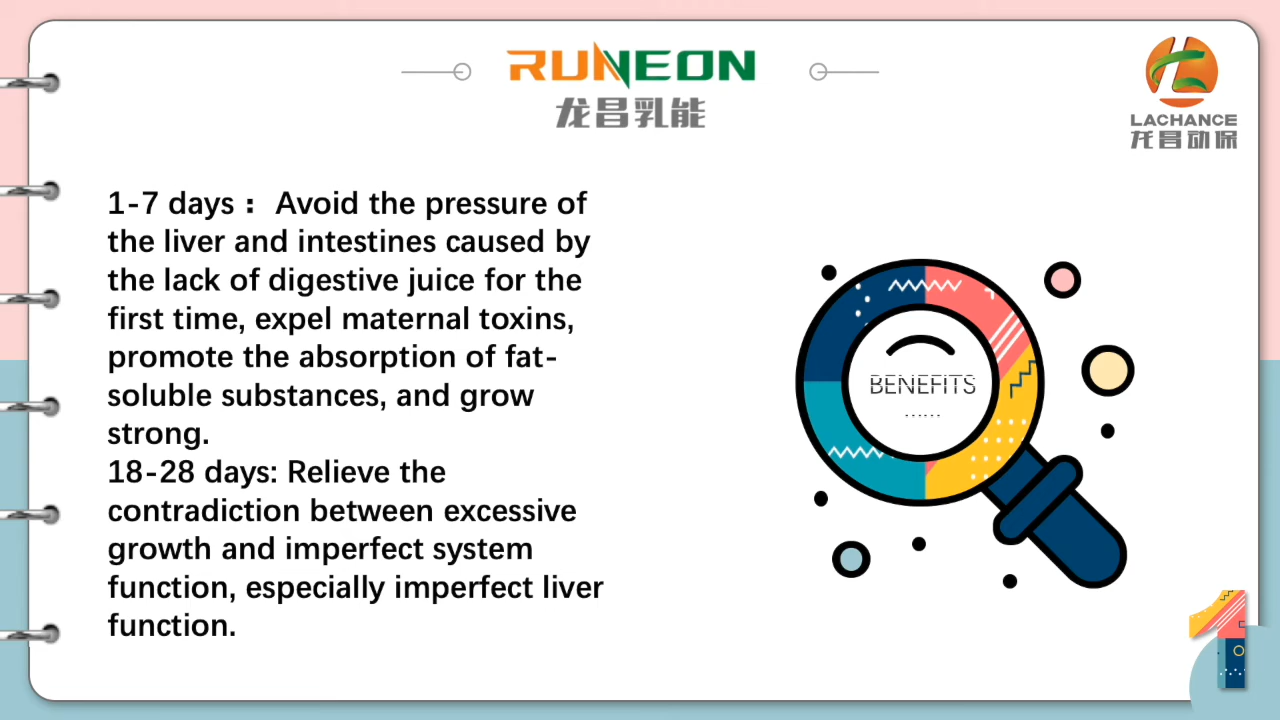 RUNEON
龙昌乳能
LACHANCE
龙昌动保
1-7 days： Avoid the pressure of
the liver and intestines caused by
the lack of digestive juice for the
first time, expel maternal toxins,
promote the absorption of fat-
soluble substances, and grow
strong.
18-28 days: Relieve the
contradiction between excessive
growth and imperfect system
function, especially imperfect liver
function.
BENEFITS
......
1